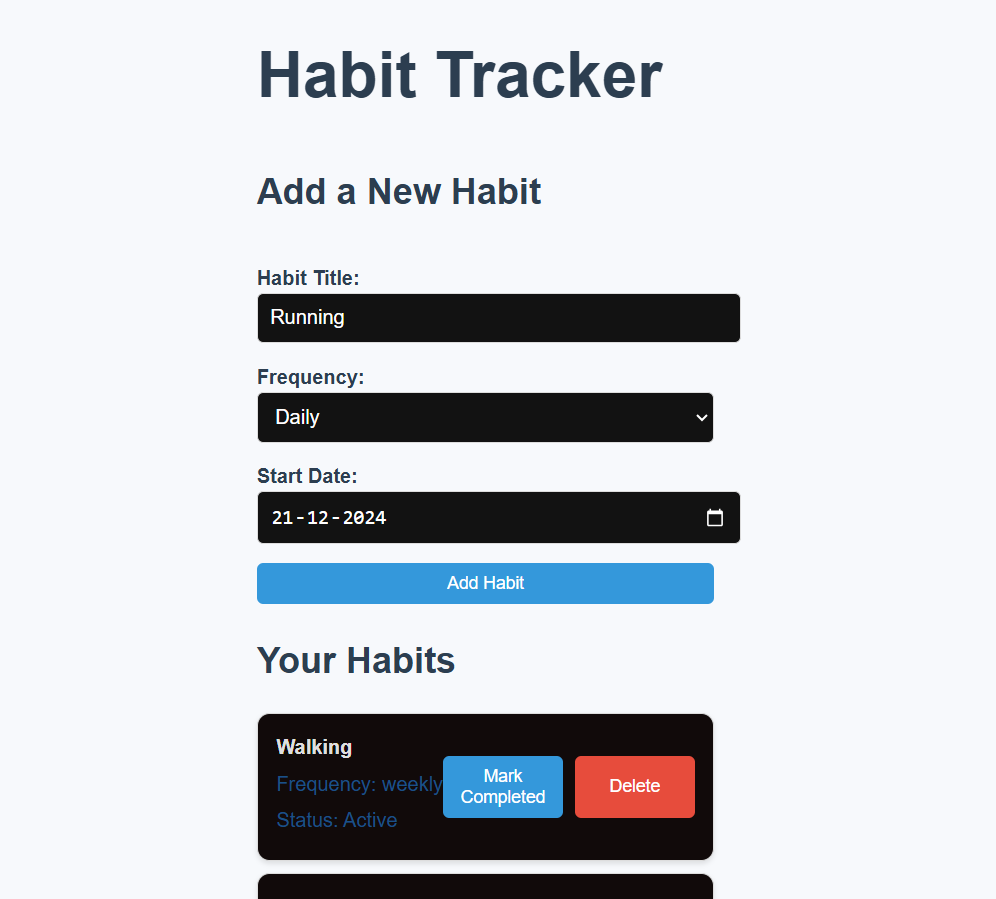 Habit Tracker
Add a New Habit
Habit Title:
Running
Frequency:
Daily
Start Date:
21-12-2024
Add Habit
Your Habits
Walking
Frequency: weekly
Status: Active
Mark
Completed
Delete